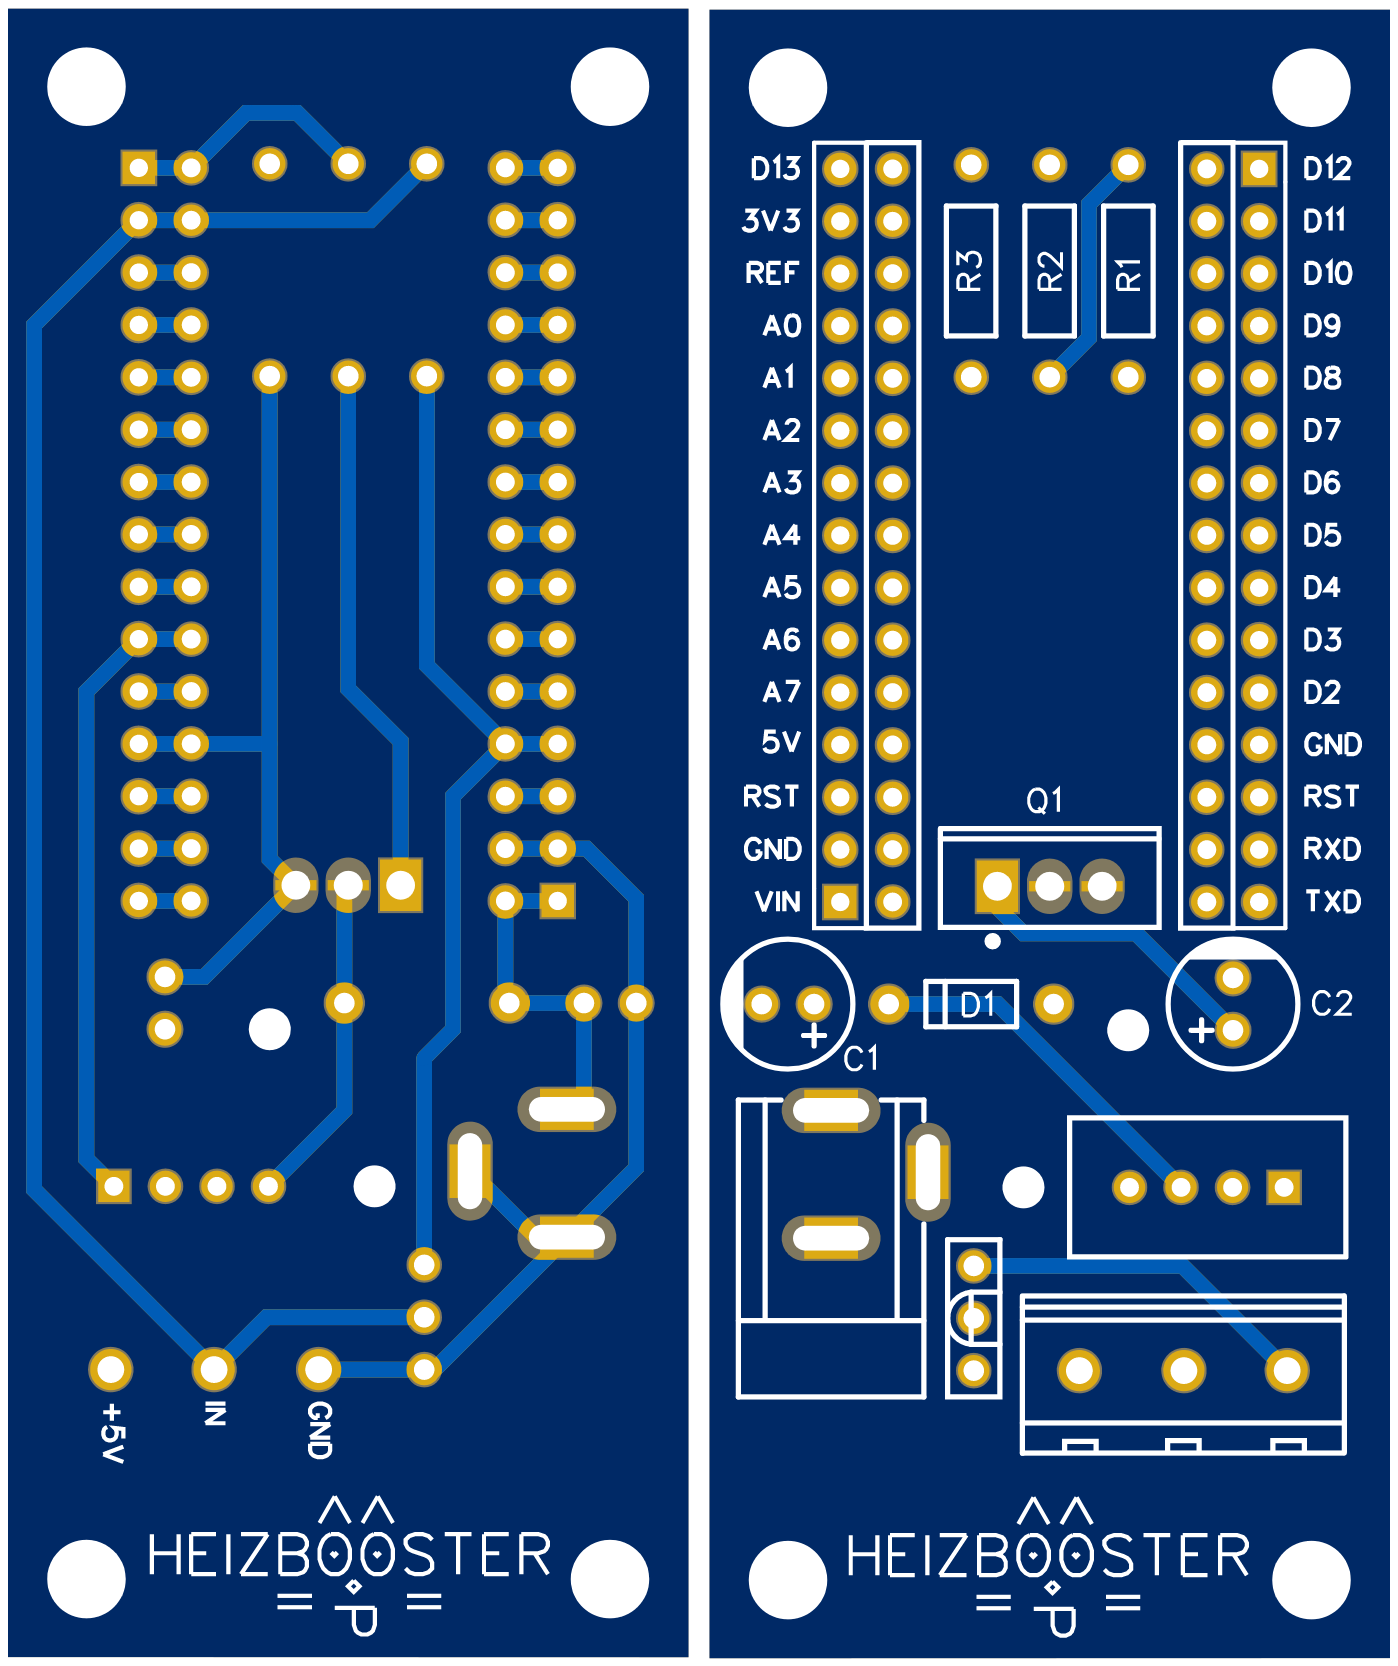 +5V
IN
GND
HEIZBÖÖSTER
= P =
D13
3V3
REF
A0
A1
A2
A3
A4
A5
A6
A7
5V
RST
GND
VIN
R3
R2
R1
D12
D11
D10
D9
D8
D7
D6
D5
D4
D3
D2
GND
RST
RXD
TXD
Q1
D1
+
C1
+
C2
HEIZBÖÖSTER
= P =